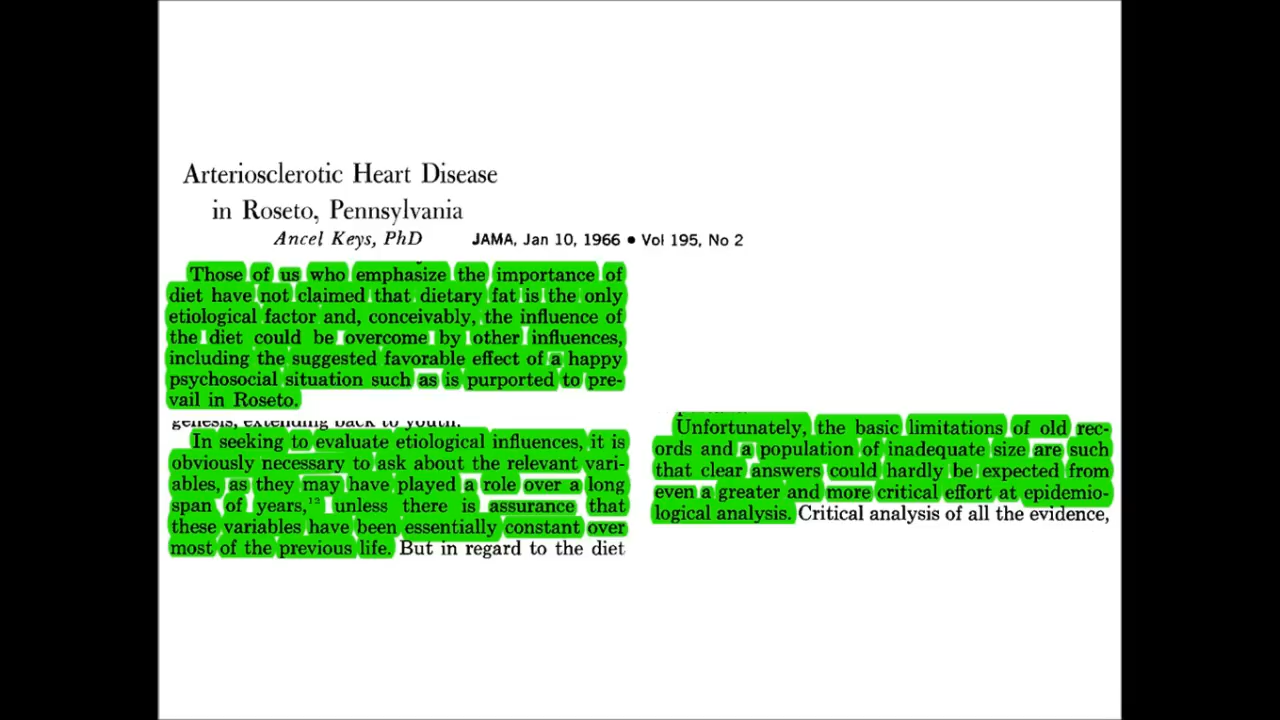 Arteriosclerotic Heart Disease
in Roseto, Pennsylvania
Ancel Keys, PhD JAMA, Jan 10, 1966 • Vol 195, No 2
Those of us who emphasize the importance of
diet have not claimed that dietary fat is the only
etiological factor and, conceivably, the influence of
the diet could be overcome by other influences,
including the suggested favorable effect of a happy
psychosocial situation such as is purported to pre-
vail in Roseto.
genesis, extending back to youth.
In seeking to evaluate etiological influences, it is
obviously necessary to ask about the relevant vari-
ables, as they may have played a role over a long
span of years,¹² unless there is assurance that
these variables have been essentially constant over
most of the previous life. But in regard to the diet
Unfortunately, the basic limitations of old rec-
ords and a population of inadequate size are such
that clear answers could hardly be expected from
even a greater and more critical effort at epidemio-
logical analysis. Critical analysis of all the evidence,